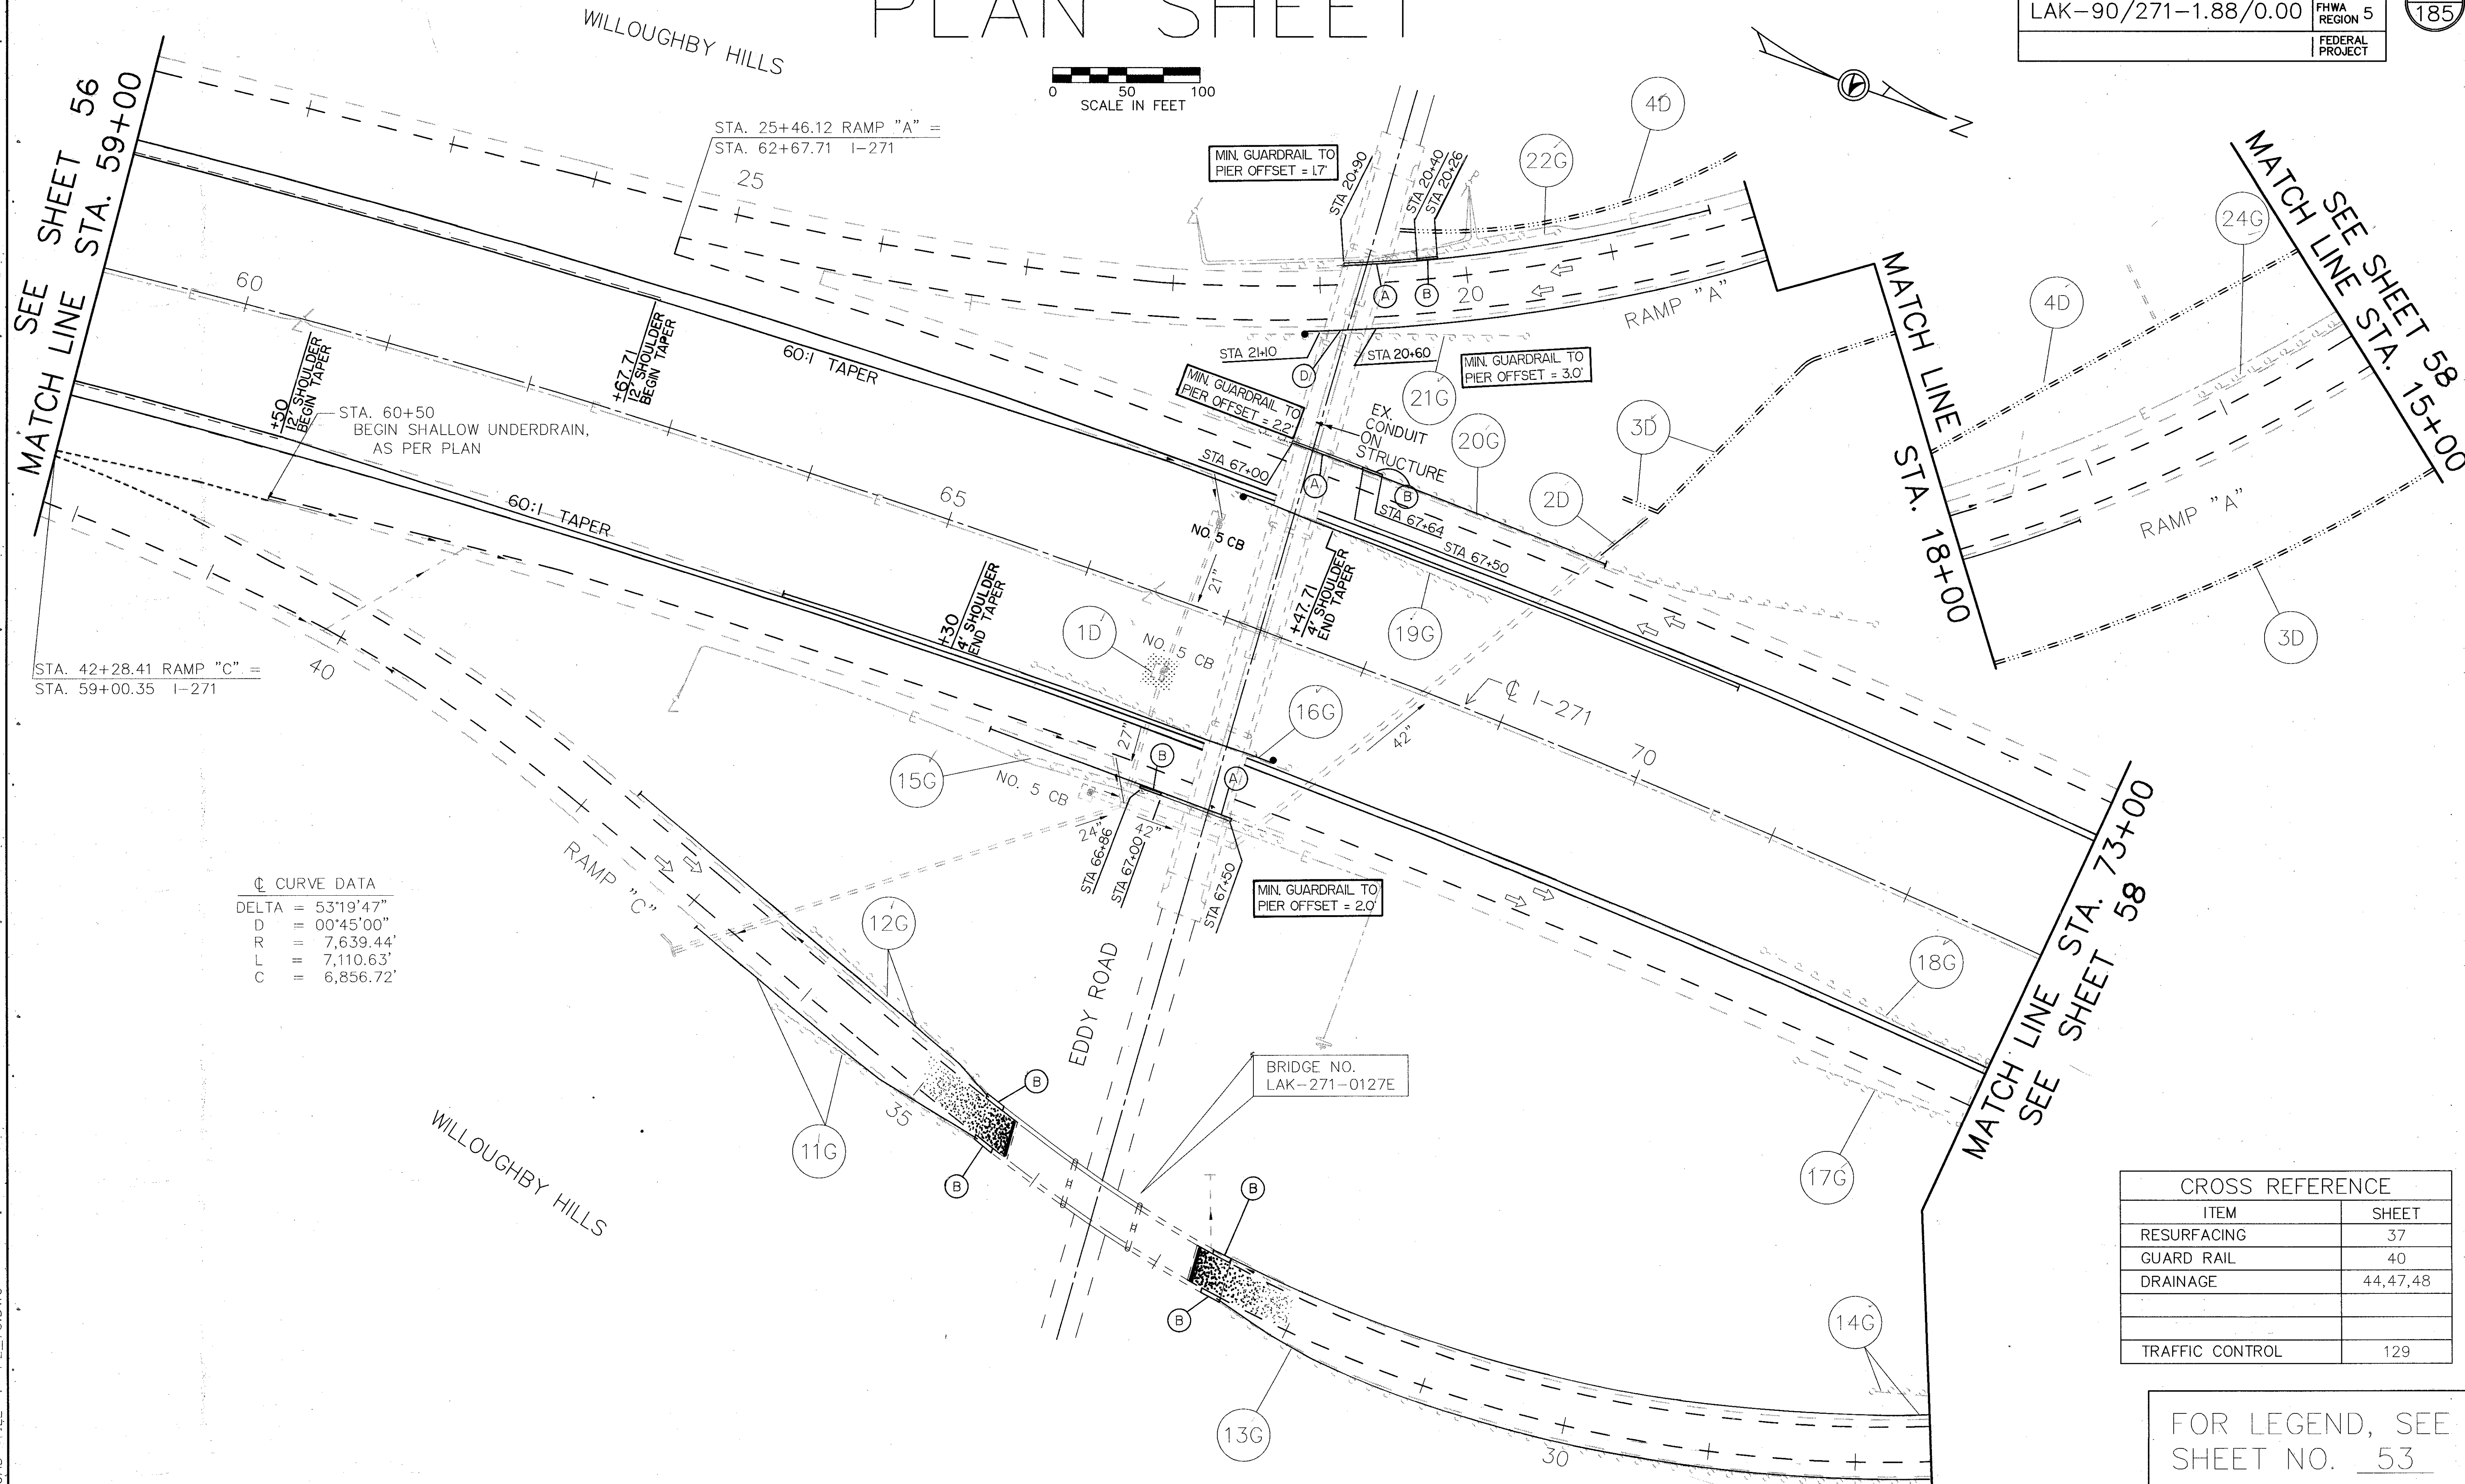 PLAN SHEET
LAK-90/271-1.88/0.00
FHWA
REGION 5
FEDERAL
PROJECT
185
WILLOUGHBY HILLS
0 50 100
SCALE IN FEET
N
SEE SHEET 56
MATCH LINE STA. 59+00
STA. 25+46.12 RAMP "A" =
STA. 62+67.71 I-271
25
MIN. GUARDRAIL TO
PIER OFFSET = 1.7'
STA 20+90
STA 20+40
STA 20+26
22G
4D
A
B
20
RAMP "A"
MATCH LINE
STA. 18+00
SEE SHEET 58
MATCH LINE STA. 15+00
24G
4D
RAMP "A"
3D
60
+50
12' SHOULDER
BEGIN TAPER
+67.71
12' SHOULDER
BEGIN TAPER
60:1 TAPER
STA. 60+50
BEGIN SHALLOW UNDERDRAIN,
AS PER PLAN
60:1 TAPER
65
STA 21+10
D
STA 20+60
21G
MIN. GUARDRAIL TO
PIER OFFSET = 3.0'
MIN. GUARDRAIL TO
PIER OFFSET = 2.2'
EX.
CONDUIT
ON
STRUCTURE
20G
3D
2D
STA 67+00
A
B
STA 67+64
STA 67+50
NO. 5 CB
21"
+47.71
4' SHOULDER
END TAPER
19G
+30
4' SHOULDER
END TAPER
1D
NO. 5 CB
16G
℄ I-271
70
42"
STA. 42+28.41 RAMP "C" =
STA. 59+00.35 I-271
40
15G
NO. 5 CB
27"
B
A
24"
42"
STA 66+86
STA 67+00
STA 67+50
MIN. GUARDRAIL TO
PIER OFFSET = 2.0'
RAMP "C"
℄ CURVE DATA
DELTA = 53°19'47"
D = 00°45'00"
R = 7,639.44'
L = 7,110.63'
C = 6,856.72'
12G
11G
35
B
B
EDDY ROAD
BRIDGE NO.
LAK-271-0127E
18G
17G
MATCH LINE STA. 73+00
SEE SHEET 58
WILLOUGHBY HILLS
B
B
13G
30
14G
CROSS REFERENCE
ITEM SHEET
RESURFACING 37
GUARD RAIL 40
DRAINAGE 44,47,48
TRAFFIC CONTROL 129
FOR LEGEND, SEE
SHEET NO. 53